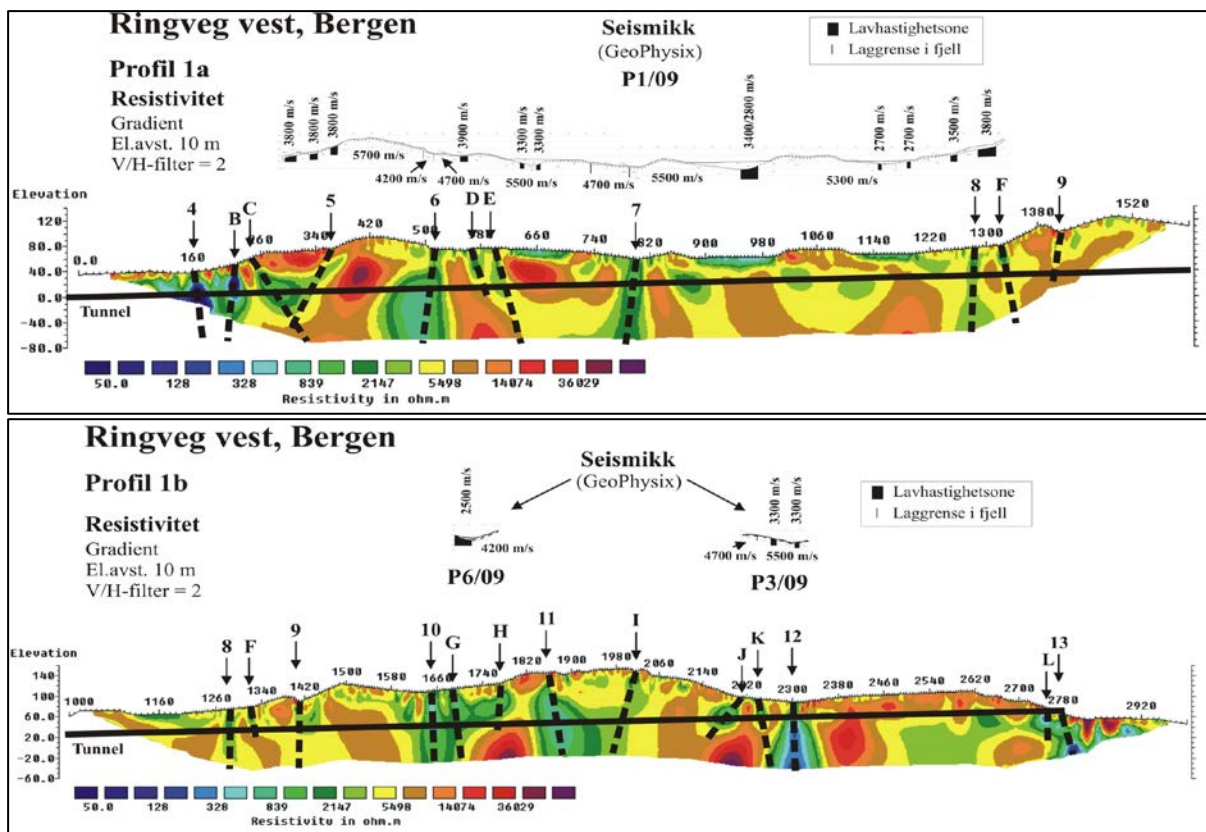 Ringveg vest, Bergen
Profil 1a
Resistivitet
Gradient
El.avst. 10 m
V/H-filter = 2
Seismikk
(GeoPhysix)
P1/09
Lavhastighetsone
Laggrense i fjell
3800 m/s
3800 m/s
3800 m/s
3900 m/s
3300 m/s
3300 m/s
3400/2800 m/s
2700 m/s
2700 m/s
3500 m/s
3800 m/s
5700 m/s
4200 m/s
4700 m/s
5500 m/s
4700 m/s
5500 m/s
5300 m/s
Elevation
4 B C 5 6 D E 7 8 F 9
120
80.0
40.0
0.0
-40.0
-80.0
0.0 160 340 420 660 740 820 900 980 1060 1140 1220 1300 1380 1520
Tunnel
50.0 128 328 839 2147 5498 14074 36029
Resistivity in ohm.m
Ringveg vest, Bergen
Profil 1b
Resistivitet
Gradient
El.avst. 10 m
V/H-filter = 2
Seismikk
(GeoPhysix)
Lavhastighetsone
Laggrense i fjell
2500 m/s
4200 m/s
P6/09
3300 m/s
3300 m/s
4700 m/s
5500 m/s
P3/09
Elevation
8 F 9 10 G H 11 I J K 12 L 13
140
100
60.0
20.0
-20.0
-60.0
1000 1160 1260 1340 1420 1500 1580 1660 1740 1820 1900 1980 2060 2140 2300 2380 2460 2540 2620 2700 2780 2920
Tunnel
50.0 128 328 839 2147 5498 14074 36029
Resistivity in ohm.m